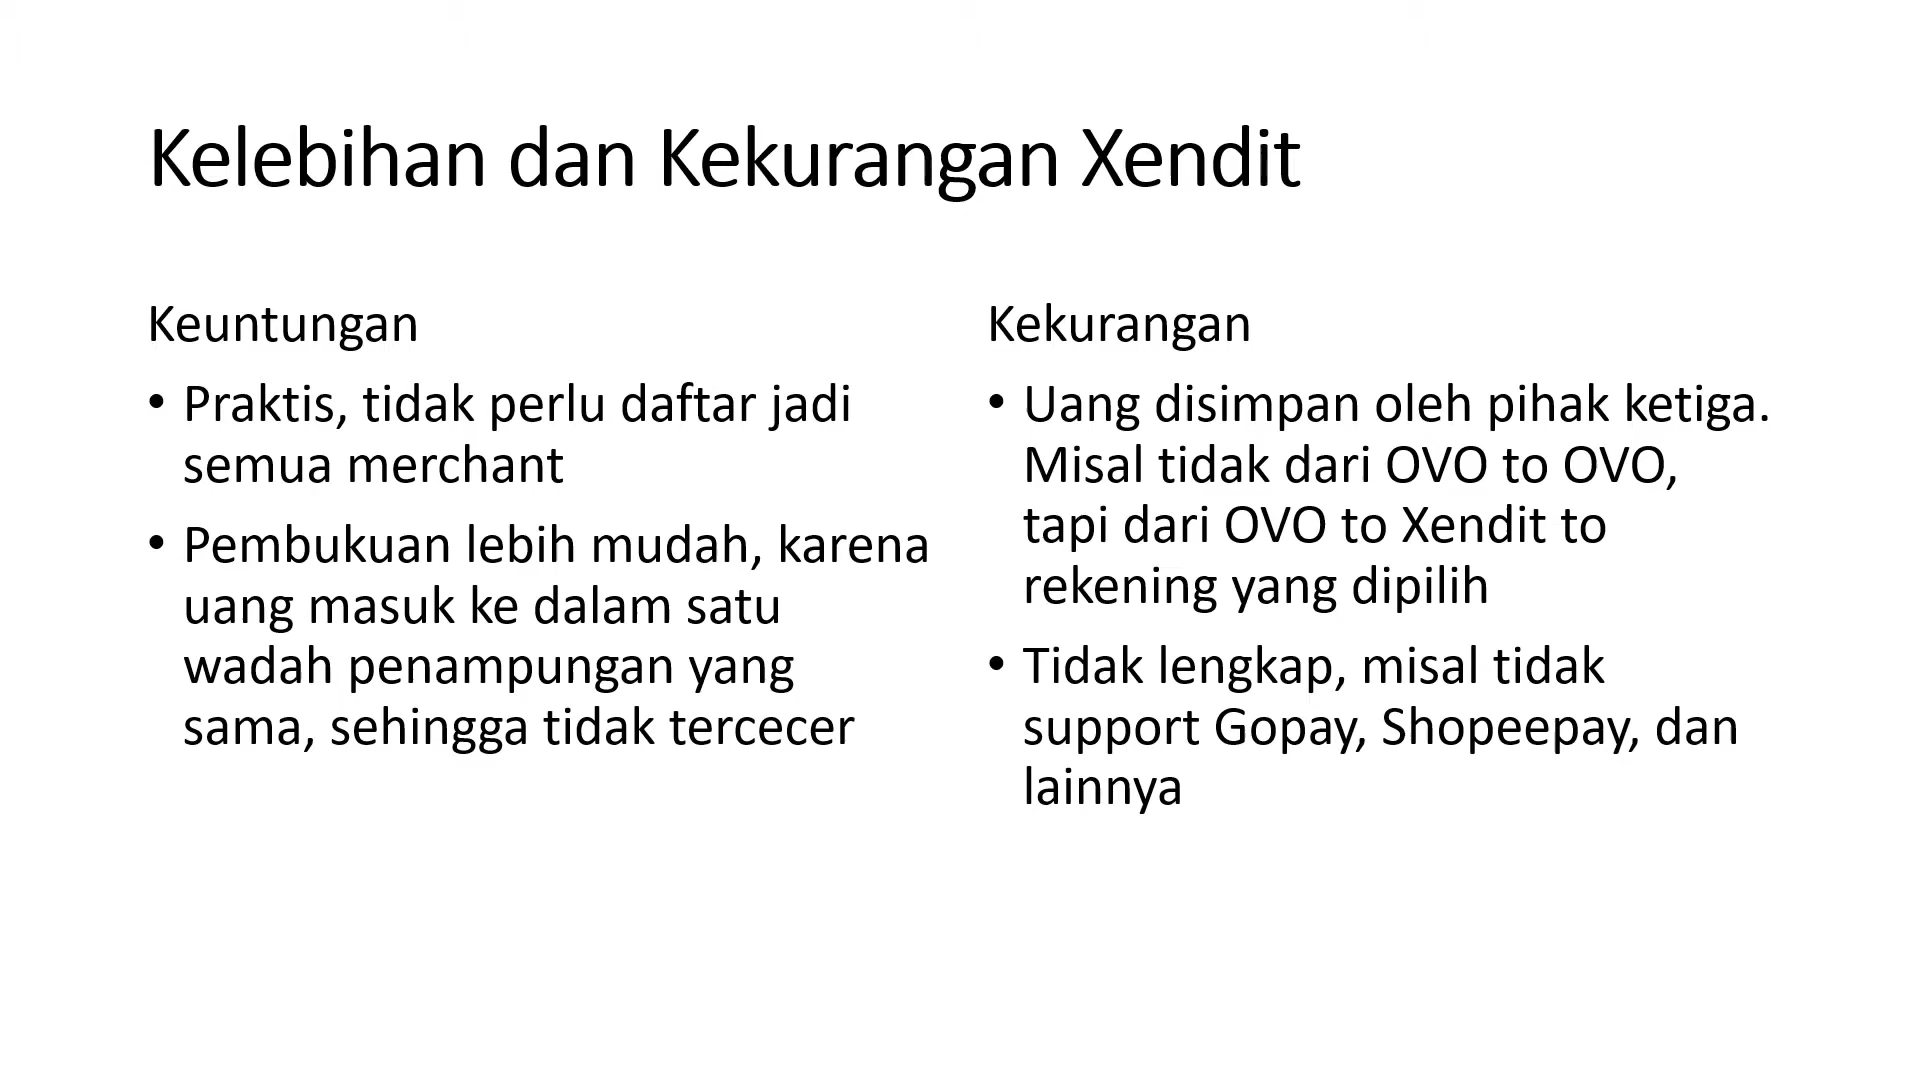 Kelebihan dan Kekurangan Xendit
Keuntungan
• Praktis, tidak perlu daftar jadi
semua merchant
• Pembukuan lebih mudah, karena
uang masuk ke dalam satu
wadah penampungan yang
sama, sehingga tidak tercecer
Kekurangan
• Uang disimpan oleh pihak ketiga.
Misal tidak dari OVO to OVO,
tapi dari OVO to Xendit to
rekening yang dipilih
• Tidak lengkap, misal tidak
support Gopay, Shopeepay, dan
lainnya